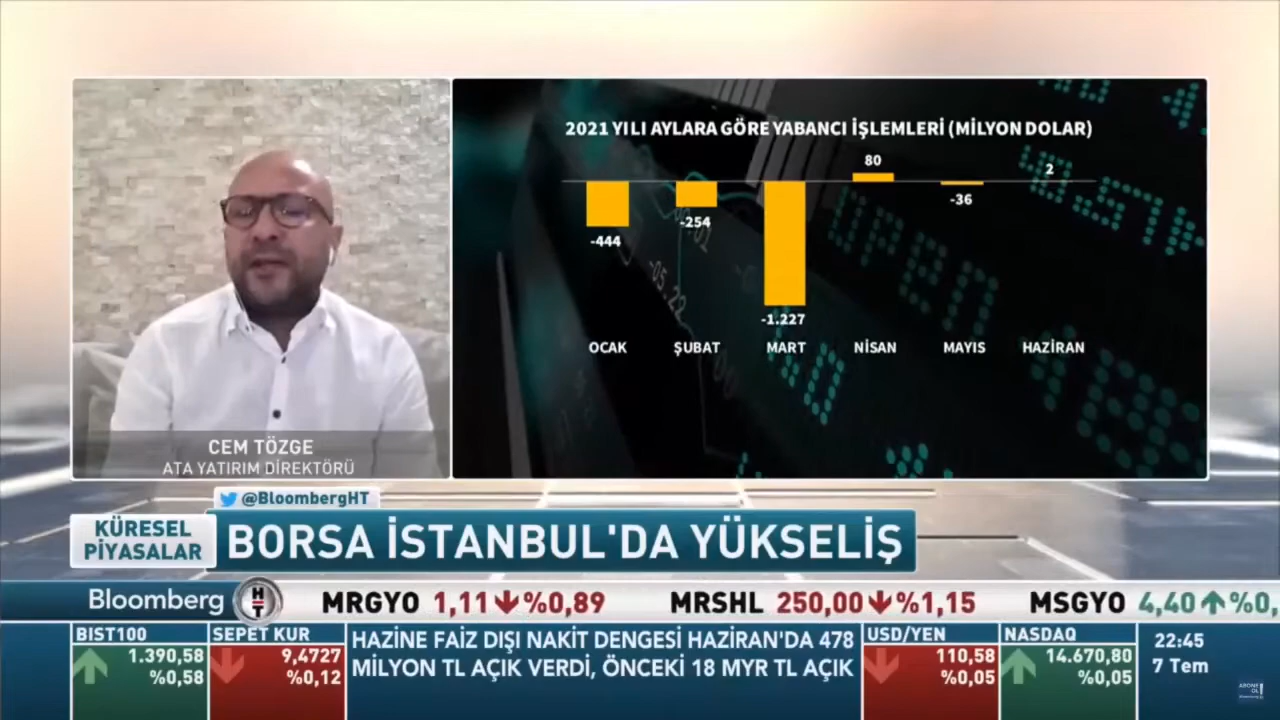 2021 YILI AYLARA GÖRE YABANCI İŞLEMLERİ (MİLYON DOLAR)
80
2
-36
-254
-444
-1.227
OCAK ŞUBAT MART NİSAN MAYIS HAZİRAN
CEM TÖZGE
ATA YATIRIM DİREKTÖRÜ
@BloombergHT
KÜRESEL
PİYASALAR
BORSA İSTANBUL'DA YÜKSELİŞ
Bloomberg HT
MRGYO 1,11 %0,89 MRSHL 250,00 %1,15 MSGYO 4,40 %0,
BIST100
1.390,58
%0,58
SEPET KUR
9,4727
%0,12
HAZİNE FAİZ DIŞI NAKİT DENGESİ HAZİRAN'DA 478
MİLYON TL AÇIK VERDİ, ÖNCEKİ 18 MYR TL AÇIK
USD/YEN
110,58
%0,05
NASDAQ
14.670,80
%0,05
22:45
7 Tem
ABONE
OL